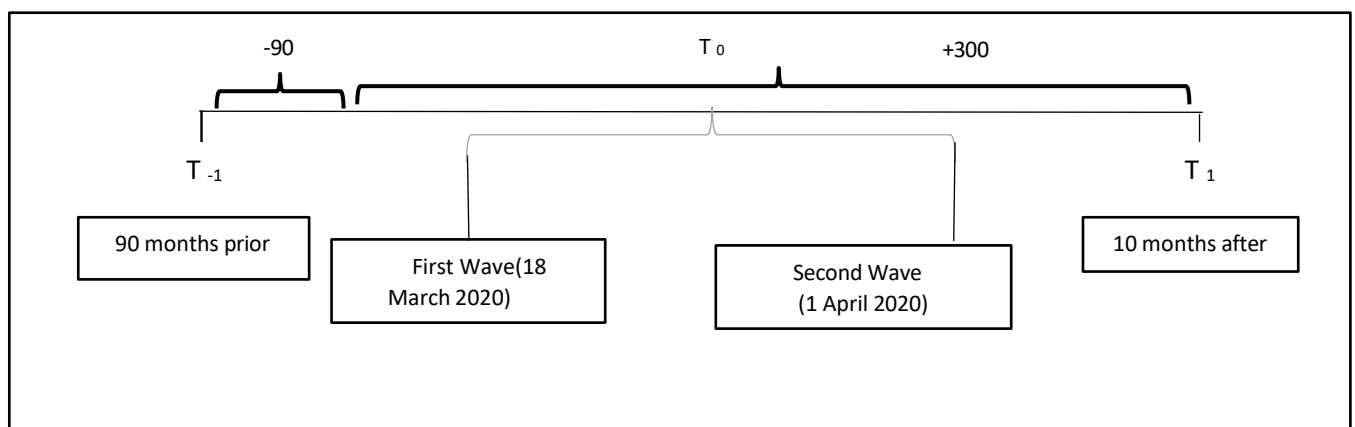 -90
T 0
+300
T -1
T 1
90 months prior
First Wave(18
March 2020)
Second Wave
(1 April 2020)
10 months after